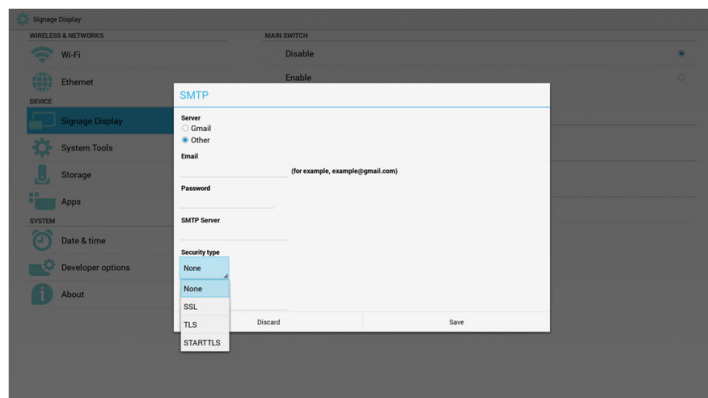 Signage Display
WIRELESS & NETWORKS
MAIN SWITCH
Wi-Fi
Disable
Ethernet
Enable
DEVICE
Signage Display
System Tools
Storage
Apps
SYSTEM
Date & time
Developer options
About
SMTP
Server
Gmail
Other
Email
(for example, example@gmail.com)
Password
SMTP Server
Security type
None
None
SSL
TLS
STARTTLS
Discard
Save